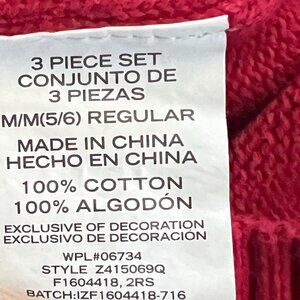 3 PIECE SET
CONJUNTO DE
3 PIEZAS
M/M(5/6) REGULAR
MADE IN CHINA
HECHO EN CHINA
100% COTTON
100% ALGODÓN
EXCLUSIVE OF DECORATION
EXCLUSIVO DE DECORACIÓN
WPL#06734
STYLE Z415069Q
F1604418, 2RS
BATCH:IZF1604418-716